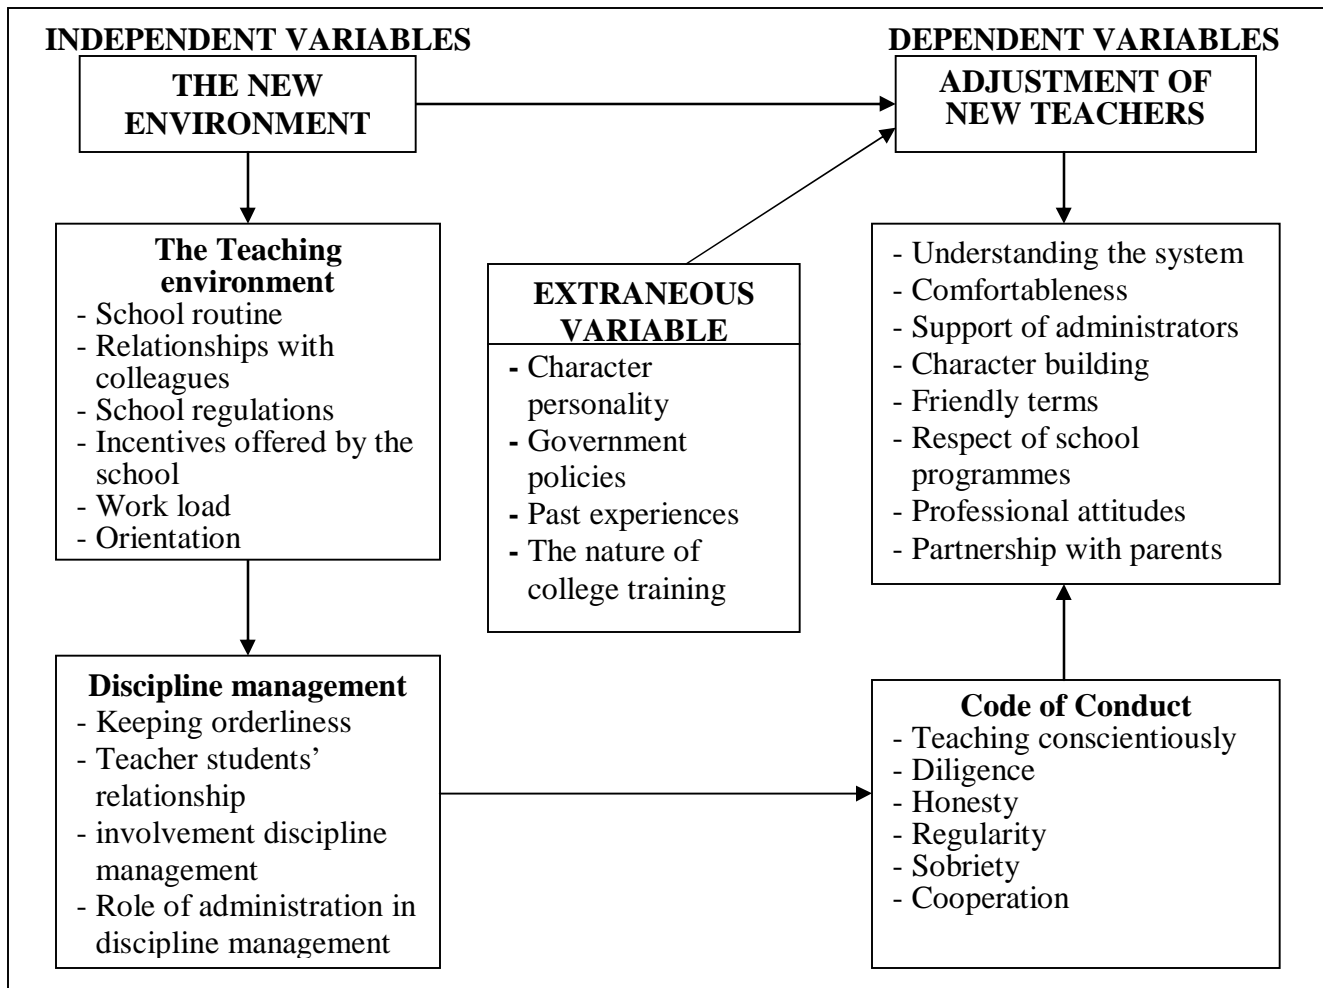 INDEPENDENT VARIABLES
THE NEW
ENVIRONMENT
The Teaching
environment
- School routine
- Relationships with
colleagues
- School regulations
- Incentives offered by the
school
- Work load
- Orientation
Discipline management
- Keeping orderliness
- Teacher students’
relationship
- involvement discipline
management
- Role of administration in
discipline management
EXTRANEOUS
VARIABLE
- Character
personality
- Government
policies
- Past experiences
- The nature of
college training
DEPENDENT VARIABLES
ADJUSTMENT OF
NEW TEACHERS
- Understanding the system
- Comfortableness
- Support of administrators
- Character building
- Friendly terms
- Respect of school
programmes
- Professional attitudes
- Partnership with parents
Code of Conduct
- Teaching conscientiously
- Diligence
- Honesty
- Regularity
- Sobriety
- Cooperation